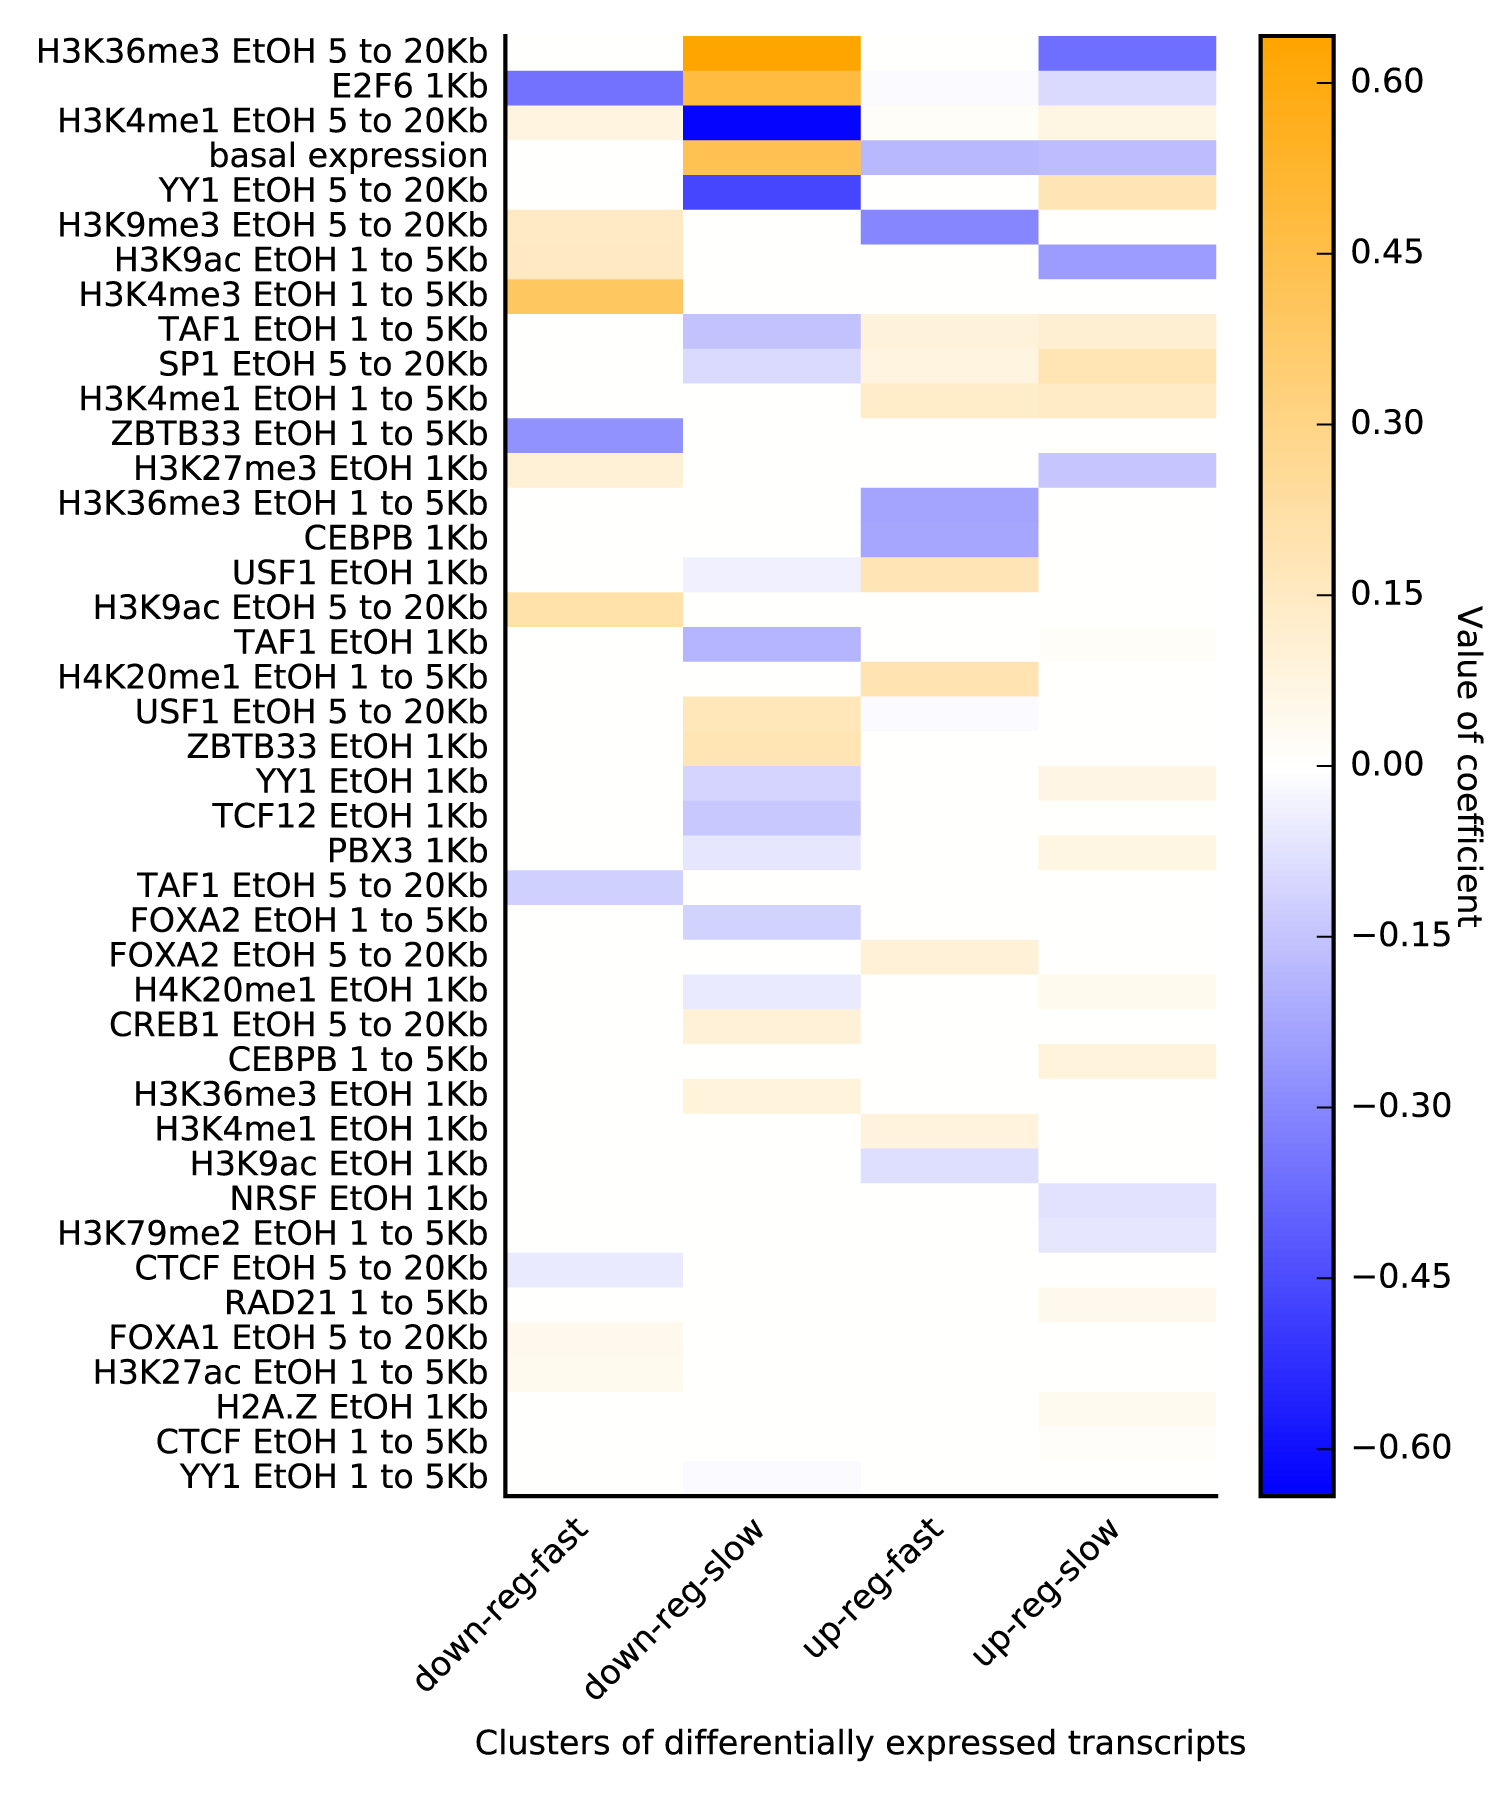 H3K36me3 EtOH 5 to 20Kb
E2F6 1Kb
H3K4me1 EtOH 5 to 20Kb
basal expression
YY1 EtOH 5 to 20Kb
H3K9me3 EtOH 5 to 20Kb
H3K9ac EtOH 1 to 5Kb
H3K4me3 EtOH 1 to 5Kb
TAF1 EtOH 1 to 5Kb
SP1 EtOH 5 to 20Kb
H3K4me1 EtOH 1 to 5Kb
ZBTB33 EtOH 1 to 5Kb
H3K27me3 EtOH 1Kb
H3K36me3 EtOH 1 to 5Kb
CEBPB 1Kb
USF1 EtOH 1Kb
H3K9ac EtOH 5 to 20Kb
TAF1 EtOH 1Kb
H4K20me1 EtOH 1 to 5Kb
USF1 EtOH 5 to 20Kb
ZBTB33 EtOH 1Kb
YY1 EtOH 1Kb
TCF12 EtOH 1Kb
PBX3 1Kb
TAF1 EtOH 5 to 20Kb
FOXA2 EtOH 1 to 5Kb
FOXA2 EtOH 5 to 20Kb
H4K20me1 EtOH 1Kb
CREB1 EtOH 5 to 20Kb
CEBPB 1 to 5Kb
H3K36me3 EtOH 1Kb
H3K4me1 EtOH 1Kb
H3K9ac EtOH 1Kb
NRSF EtOH 1Kb
H3K79me2 EtOH 1 to 5Kb
CTCF EtOH 5 to 20Kb
RAD21 1 to 5Kb
FOXA1 EtOH 5 to 20Kb
H3K27ac EtOH 1 to 5Kb
H2A.Z EtOH 1Kb
CTCF EtOH 1 to 5Kb
YY1 EtOH 1 to 5Kb
down-reg-fast
down-reg-slow
up-reg-fast
up-reg-slow
Clusters of differentially expressed transcripts
0.60
0.45
0.30
0.15
0.00
−0.15
−0.30
−0.45
−0.60
Value of coefficient